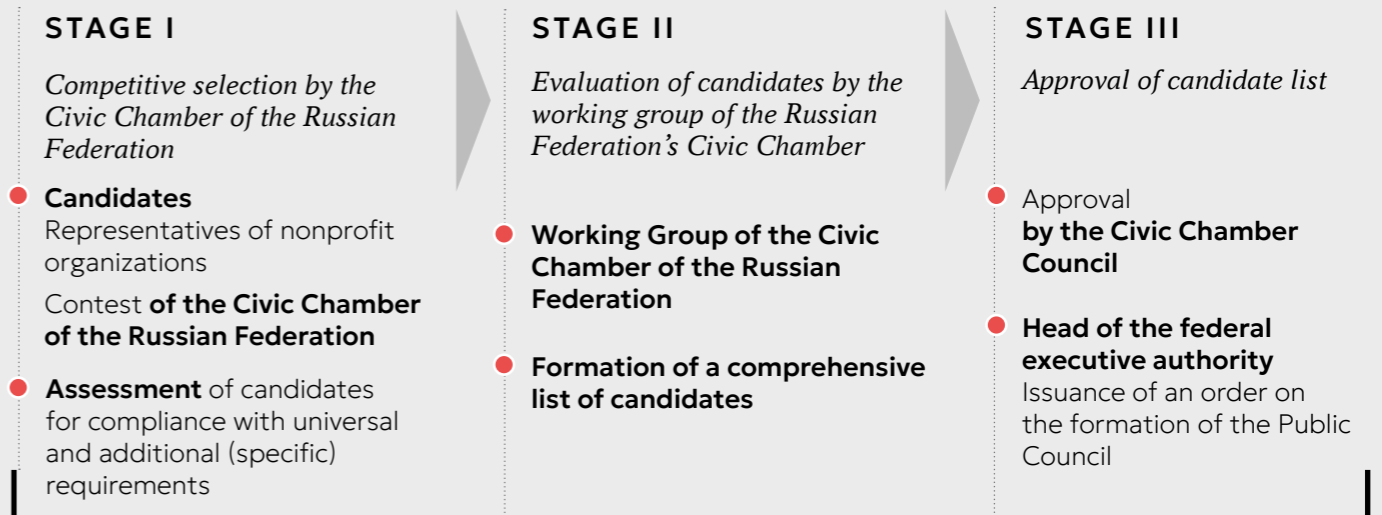 STAGE I
Competitive selection by the
Civic Chamber of the Russian
Federation
Candidates
Representatives of nonprofit
organizations
Contest of the Civic Chamber
of the Russian Federation
Assessment of candidates
for compliance with universal
and additional (specific)
requirements
STAGE II
Evaluation of candidates by the
working group of the Russian
Federation’s Civic Chamber
Working Group of the Civic
Chamber of the Russian
Federation
Formation of a comprehensive
list of candidates
STAGE III
Approval of candidate list
Approval
by the Civic Chamber
Council
Head of the federal
executive authority
Issuance of an order on
the formation of the Public
Council